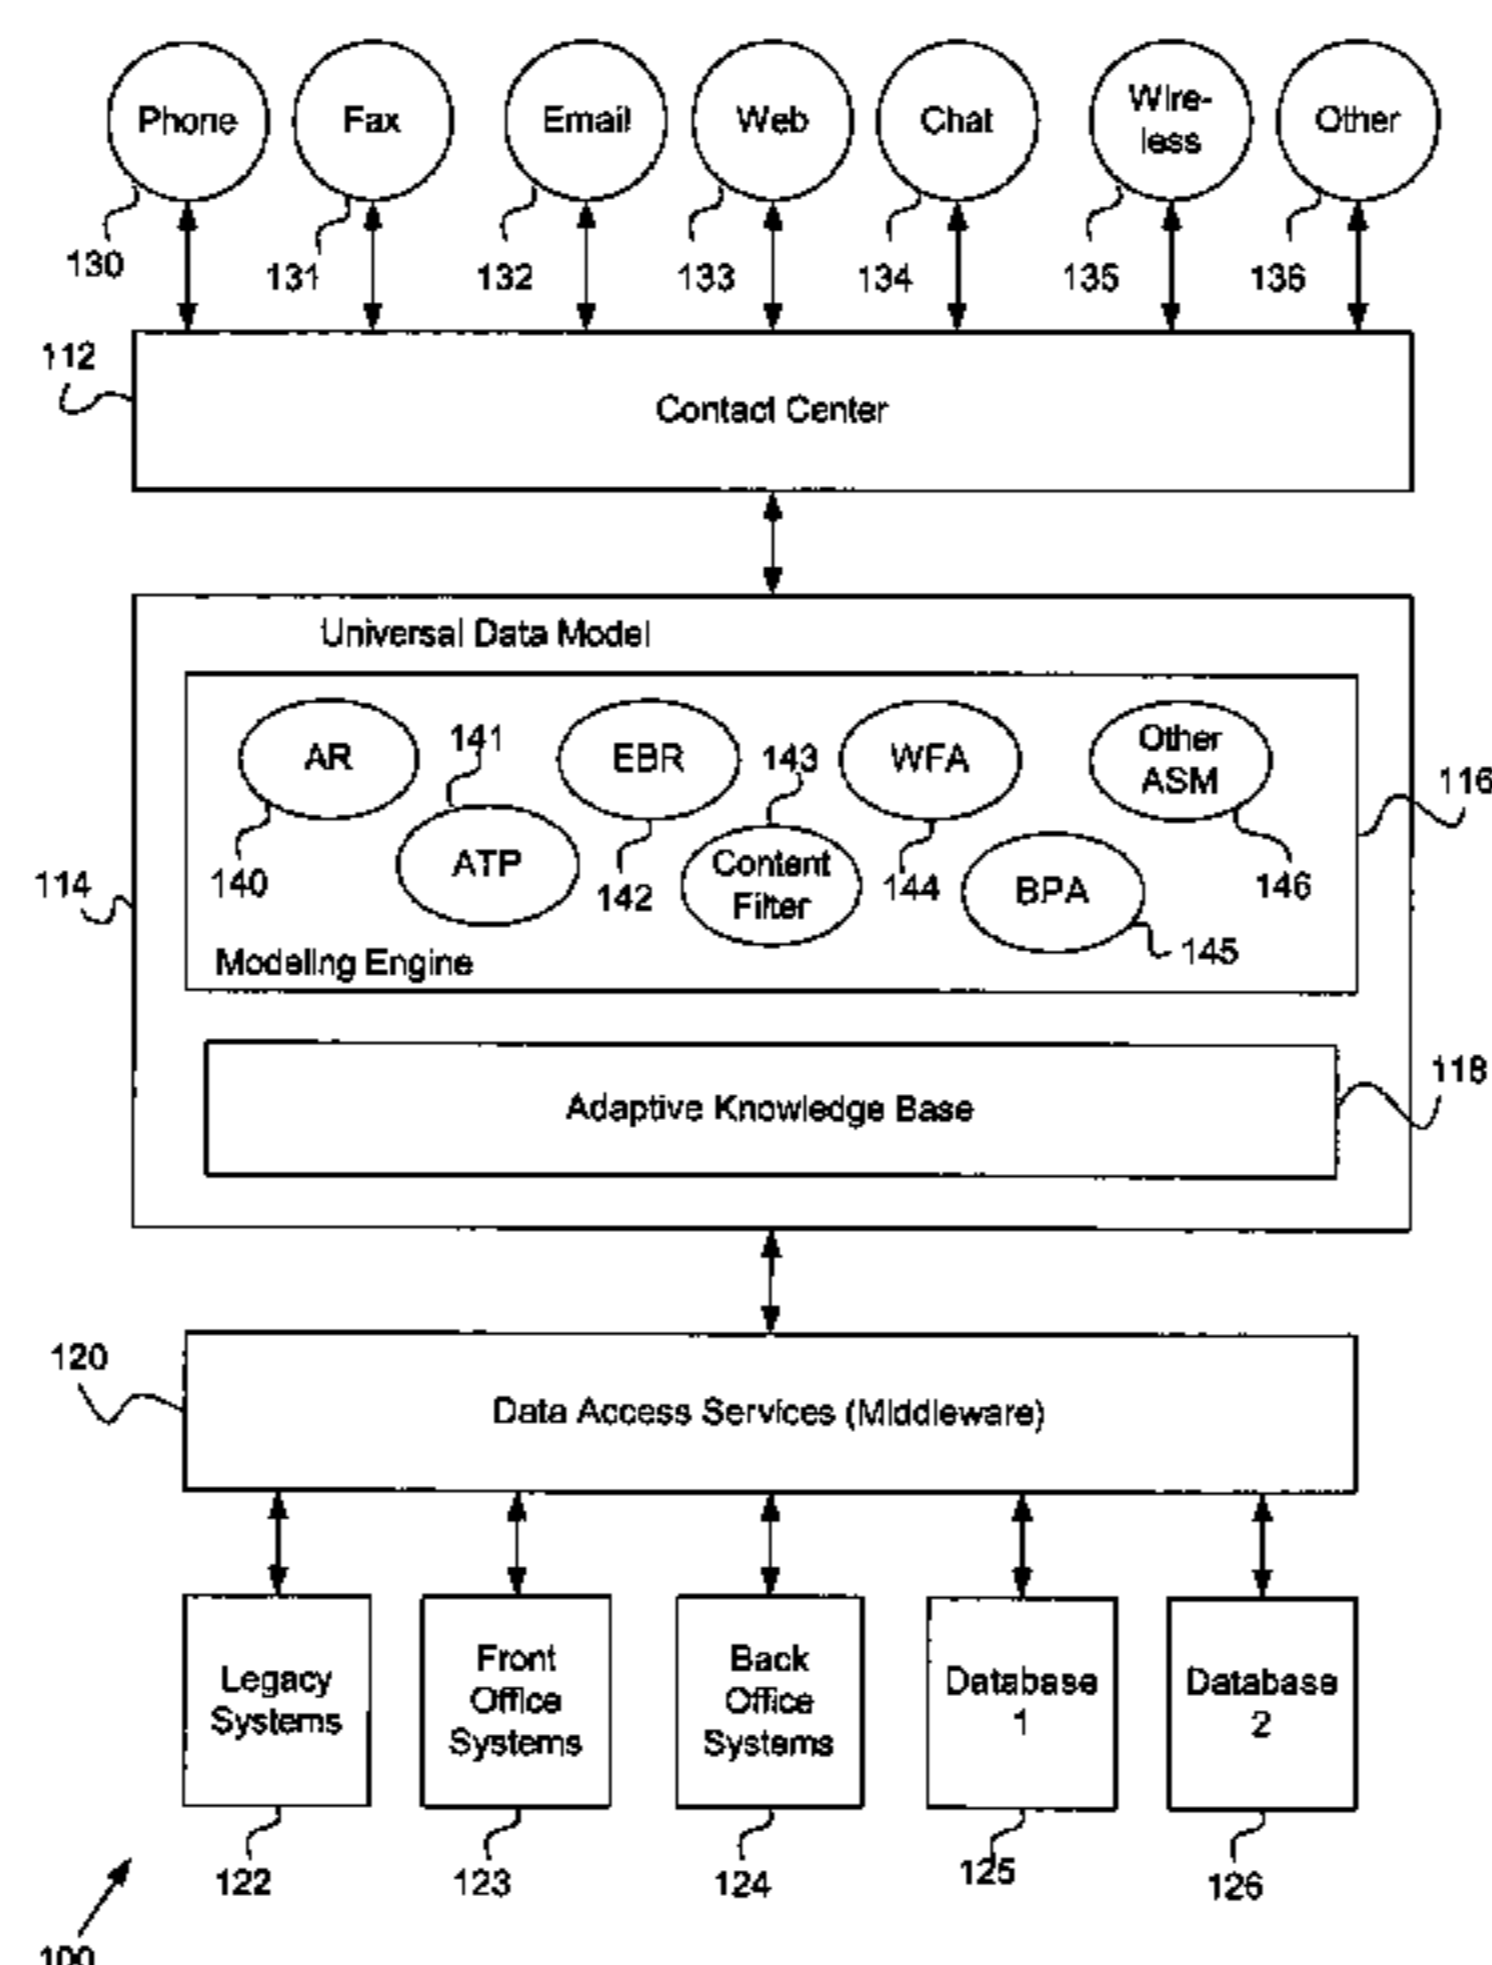 Phone
Fax
Email
Web
Chat
Wire-
less
Other
130
131
132
133
134
135
136
112
Contact Center
Universal Data Model
AR
141
EBR
143
WFA
Other
ASM
116
140
ATP
142
Content
Filter
144
BPA
146
114
145
Modeling Engine
118
Adaptive Knowledge Base
120
Data Access Services (Middleware)
Legacy
Systems
Front
Office
Systems
Back
Office
Systems
Database
1
Database
2
122
123
124
125
126
100